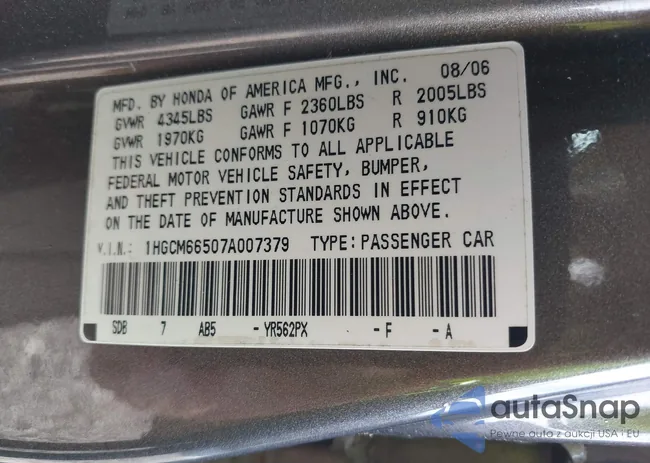 MFD. BY HONDA OF AMERICA MFG., INC. 08/06
GVWR 4345LBS GAWR F 2360LBS R 2005LBS
GVWR 1970KG GAWR F 1070KG R 910KG
THIS VEHICLE CONFORMS TO ALL APPLICABLE
FEDERAL MOTOR VEHICLE SAFETY, BUMPER,
AND THEFT PREVENTION STANDARDS IN EFFECT
ON THE DATE OF MANUFACTURE SHOWN ABOVE.
V.I.N.: 1HGCM66507A007379 TYPE:PASSENGER CAR
SDB 7 AB5 - YR562PX - F - A
autaSnap
Pewne auto z aukcji USA i EU